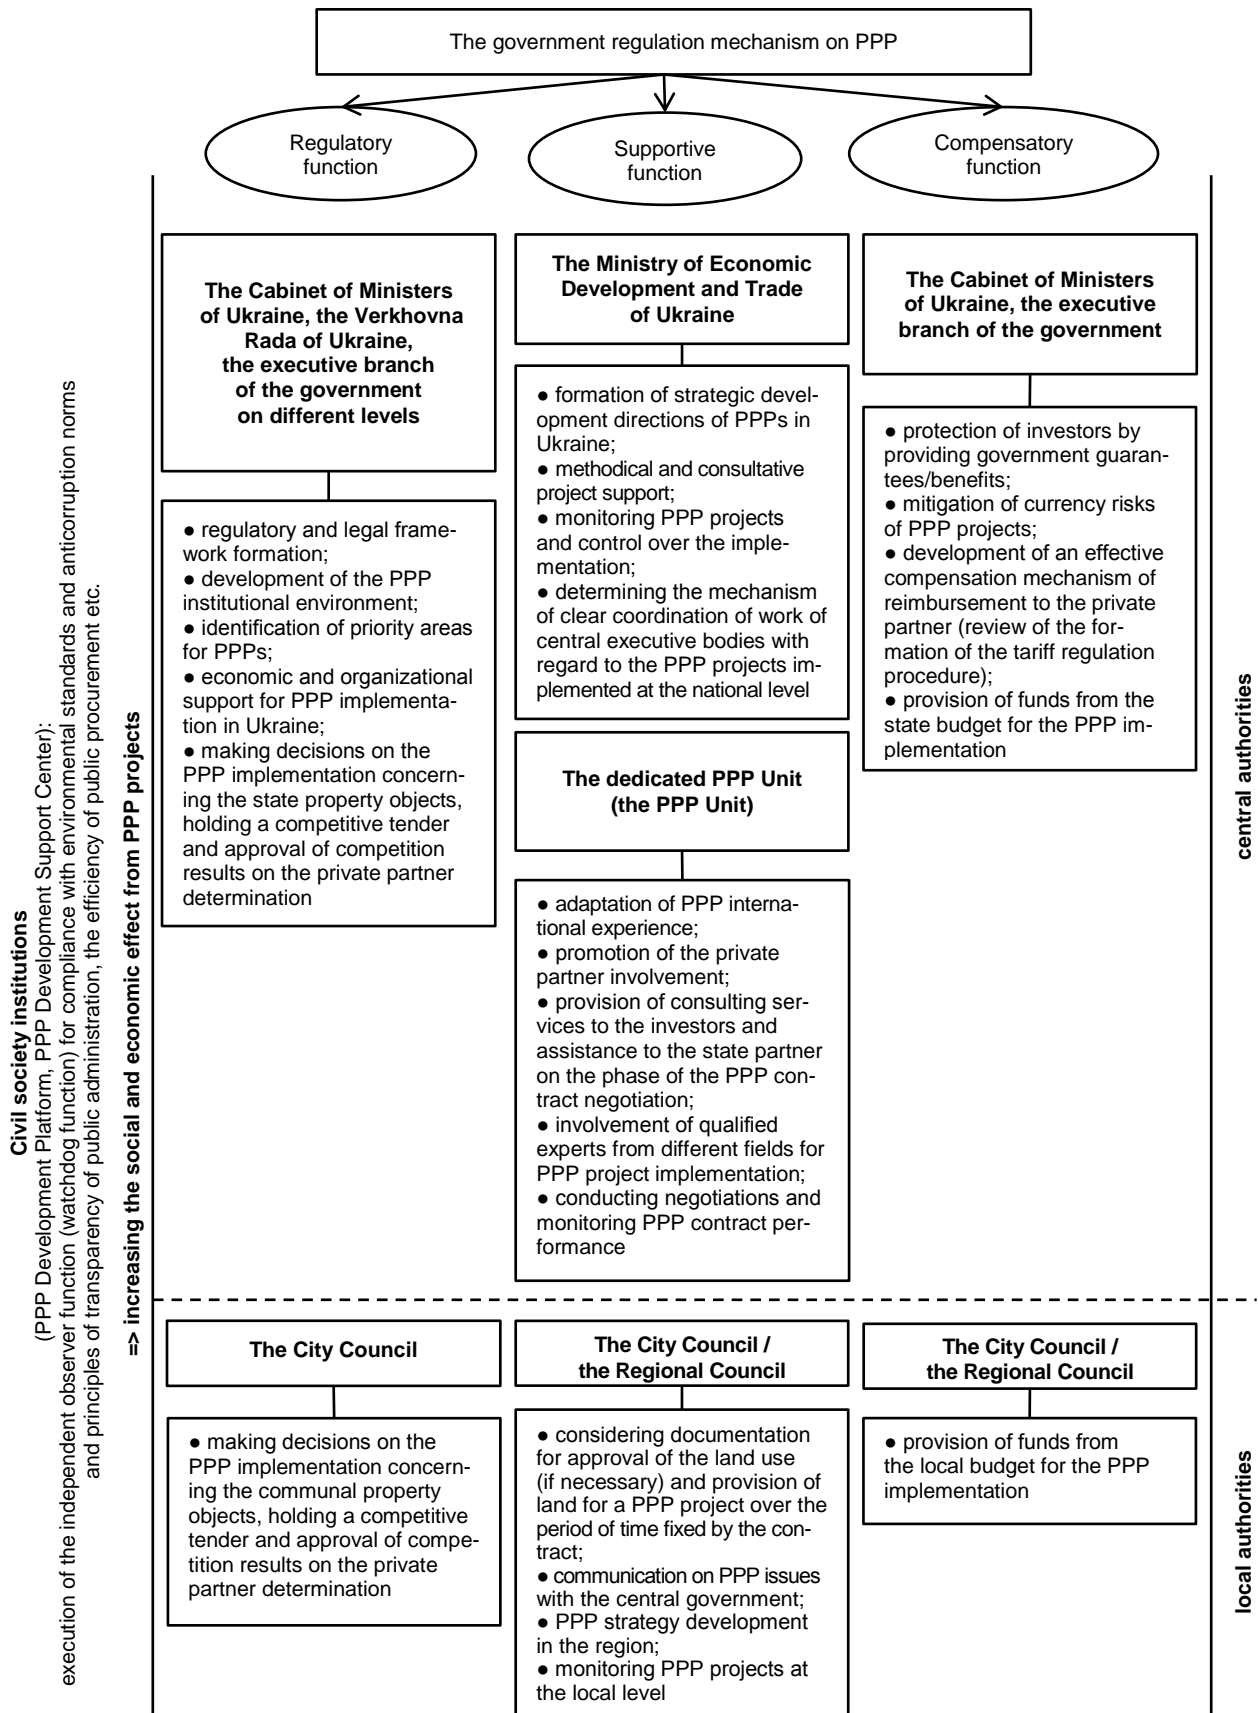 The government regulation mechanism on PPP
Regulatory
function
Supportive
function
Compensatory
function
Civil society institutions
(PPP Development Platform, PPP Development Support Center):
execution of the independent observer function (watchdog function) for compliance with environmental standards and anticorruption norms
and principles of transparency of public administration, the efficiency of public procurement etc.
=> increasing the social and economic effect from PPP projects
The Cabinet of Ministers
of Ukraine, the Verkhovna
Rada of Ukraine,
the executive branch
of the government
on different levels
● regulatory and legal frame-
work formation;
● development of the PPP
institutional environment;
● identification of priority areas
for PPPs;
● economic and organizational
support for PPP implementa-
tion in Ukraine;
● making decisions on the
PPP implementation concern-
ing the state property objects,
holding a competitive tender
and approval of competition
results on the private partner
determination
The Ministry of Economic
Development and Trade
of Ukraine
● formation of strategic devel-
opment directions of PPPs in
Ukraine;
● methodical and consultative
project support;
● monitoring PPP projects
and control over the imple-
mentation;
● determining the mechanism
of clear coordination of work of
central executive bodies with
regard to the PPP projects im-
plemented at the national level
The dedicated PPP Unit
(the PPP Unit)
● adaptation of PPP interna-
tional experience;
● promotion of the private
partner involvement;
● provision of consulting ser-
vices to the investors and
assistance to the state partner
on the phase of the PPP con-
tract negotiation;
● involvement of qualified
experts from different fields for
PPP project implementation;
● conducting negotiations and
monitoring PPP contract per-
formance
The Cabinet of Ministers
of Ukraine, the executive
branch of the government
● protection of investors by
providing government guaran-
tees/benefits;
● mitigation of currency risks
of PPP projects;
● development of an effective
compensation mechanism of
reimbursement to the private
partner (review of the for-
mation of the tariff regulation
procedure);
● provision of funds from the
state budget for the PPP im-
plementation
central authorities
The City Council
● making decisions on the
PPP implementation concern-
ing the communal property
objects, holding a competitive
tender and approval of compe-
tition results on the private
partner determination
The City Council /
the Regional Council
● considering documentation
for approval of the land use
(if necessary) and provision of
land for a PPP project over the
period of time fixed by the con-
tract;
● communication on PPP issues
with the central government;
● PPP strategy development
in the region;
● monitoring PPP projects at
the local level
The City Council /
the Regional Council
● provision of funds from
the local budget for the PPP
implementation
local authorities